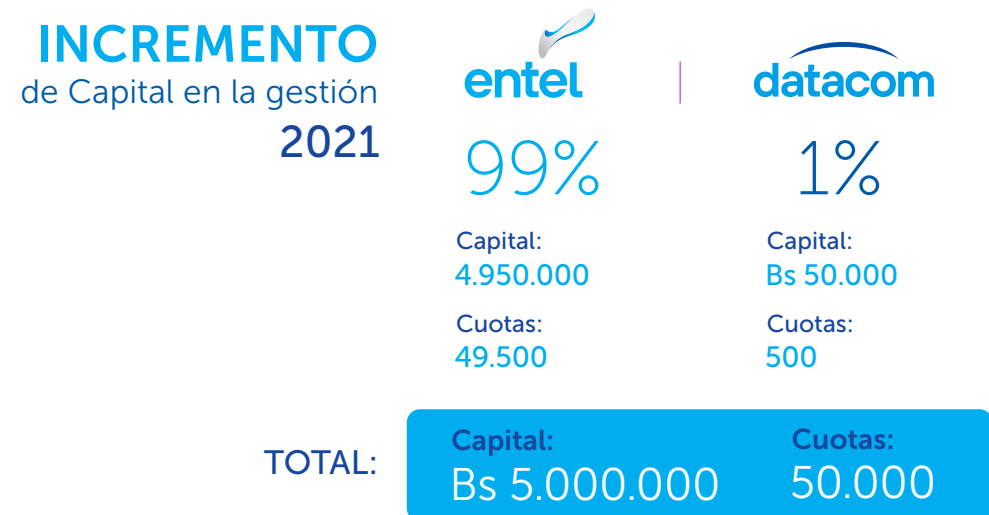 INCREMENTO
de Capital en la gestión
2021
entel
datacom
99%
1%
Capital:
4.950.000
Capital:
Bs 50.000
Cuotas:
49.500
Cuotas:
500
TOTAL:
Capital:
Bs 5.000.000
Cuotas:
50.000